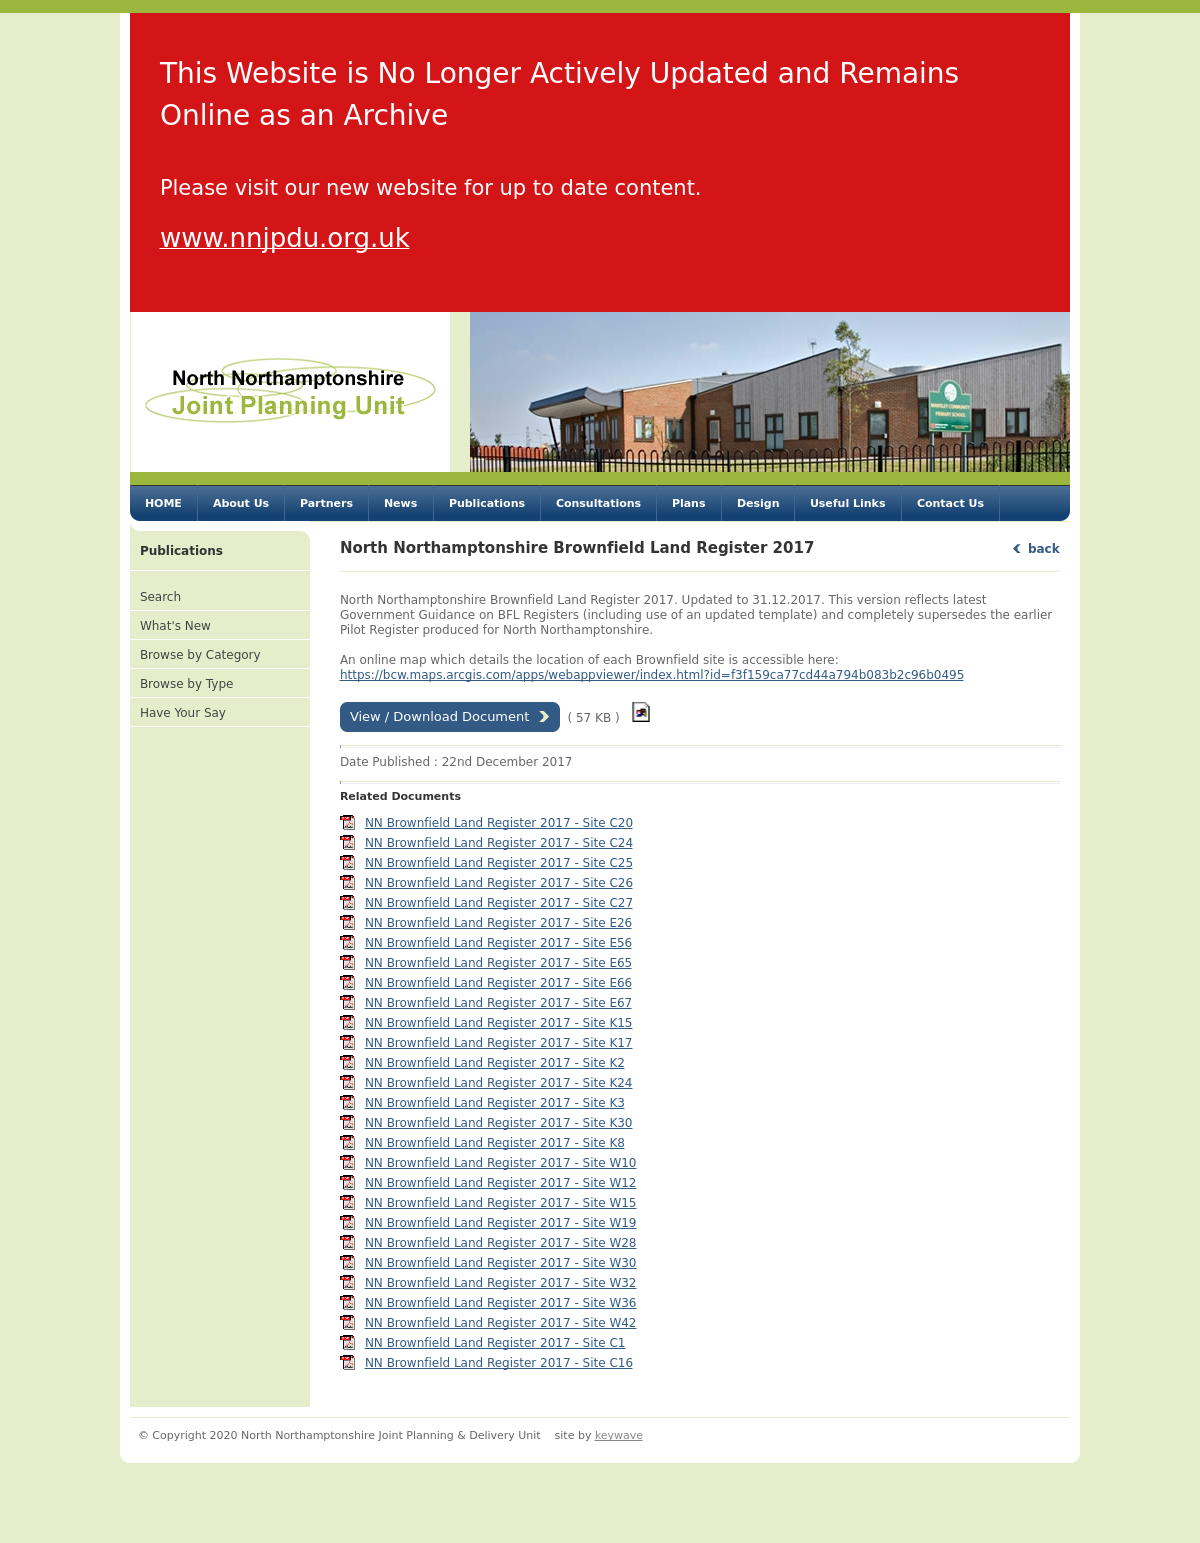 This Website is No Longer Actively Updated and Remains
Online as an Archive
Please visit our new website for up to date content.
www.nnjpdu.org.uk
North Northamptonshire
Joint Planning Unit
PRIMARY SCHOOL
HOME About Us Partners News Publications Consultations Plans Design Useful Links Contact Us
Publications
Search
What's New
Browse by Category
Browse by Type
Have Your Say
North Northamptonshire Brownfield Land Register 2017
back
North Northamptonshire Brownfield Land Register 2017. Updated to 31.12.2017. This version reflects latest
Government Guidance on BFL Registers (including use of an updated template) and completely supersedes the earlier
Pilot Register produced for North Northamptonshire.
An online map which details the location of each Brownfield site is accessible here:
https://bcw.maps.arcgis.com/apps/webappviewer/index.html?id=f3f159ca77cd44a794b083b2c96b0495
View / Download Document ( 57 KB )
Date Published : 22nd December 2017
Related Documents
NN Brownfield Land Register 2017 - Site C20
NN Brownfield Land Register 2017 - Site C24
NN Brownfield Land Register 2017 - Site C25
NN Brownfield Land Register 2017 - Site C26
NN Brownfield Land Register 2017 - Site C27
NN Brownfield Land Register 2017 - Site E26
NN Brownfield Land Register 2017 - Site E56
NN Brownfield Land Register 2017 - Site E65
NN Brownfield Land Register 2017 - Site E66
NN Brownfield Land Register 2017 - Site E67
NN Brownfield Land Register 2017 - Site K15
NN Brownfield Land Register 2017 - Site K17
NN Brownfield Land Register 2017 - Site K2
NN Brownfield Land Register 2017 - Site K24
NN Brownfield Land Register 2017 - Site K3
NN Brownfield Land Register 2017 - Site K30
NN Brownfield Land Register 2017 - Site K8
NN Brownfield Land Register 2017 - Site W10
NN Brownfield Land Register 2017 - Site W12
NN Brownfield Land Register 2017 - Site W15
NN Brownfield Land Register 2017 - Site W19
NN Brownfield Land Register 2017 - Site W28
NN Brownfield Land Register 2017 - Site W30
NN Brownfield Land Register 2017 - Site W32
NN Brownfield Land Register 2017 - Site W36
NN Brownfield Land Register 2017 - Site W42
NN Brownfield Land Register 2017 - Site C1
NN Brownfield Land Register 2017 - Site C16
© Copyright 2020 North Northamptonshire Joint Planning & Delivery Unit site by keywave